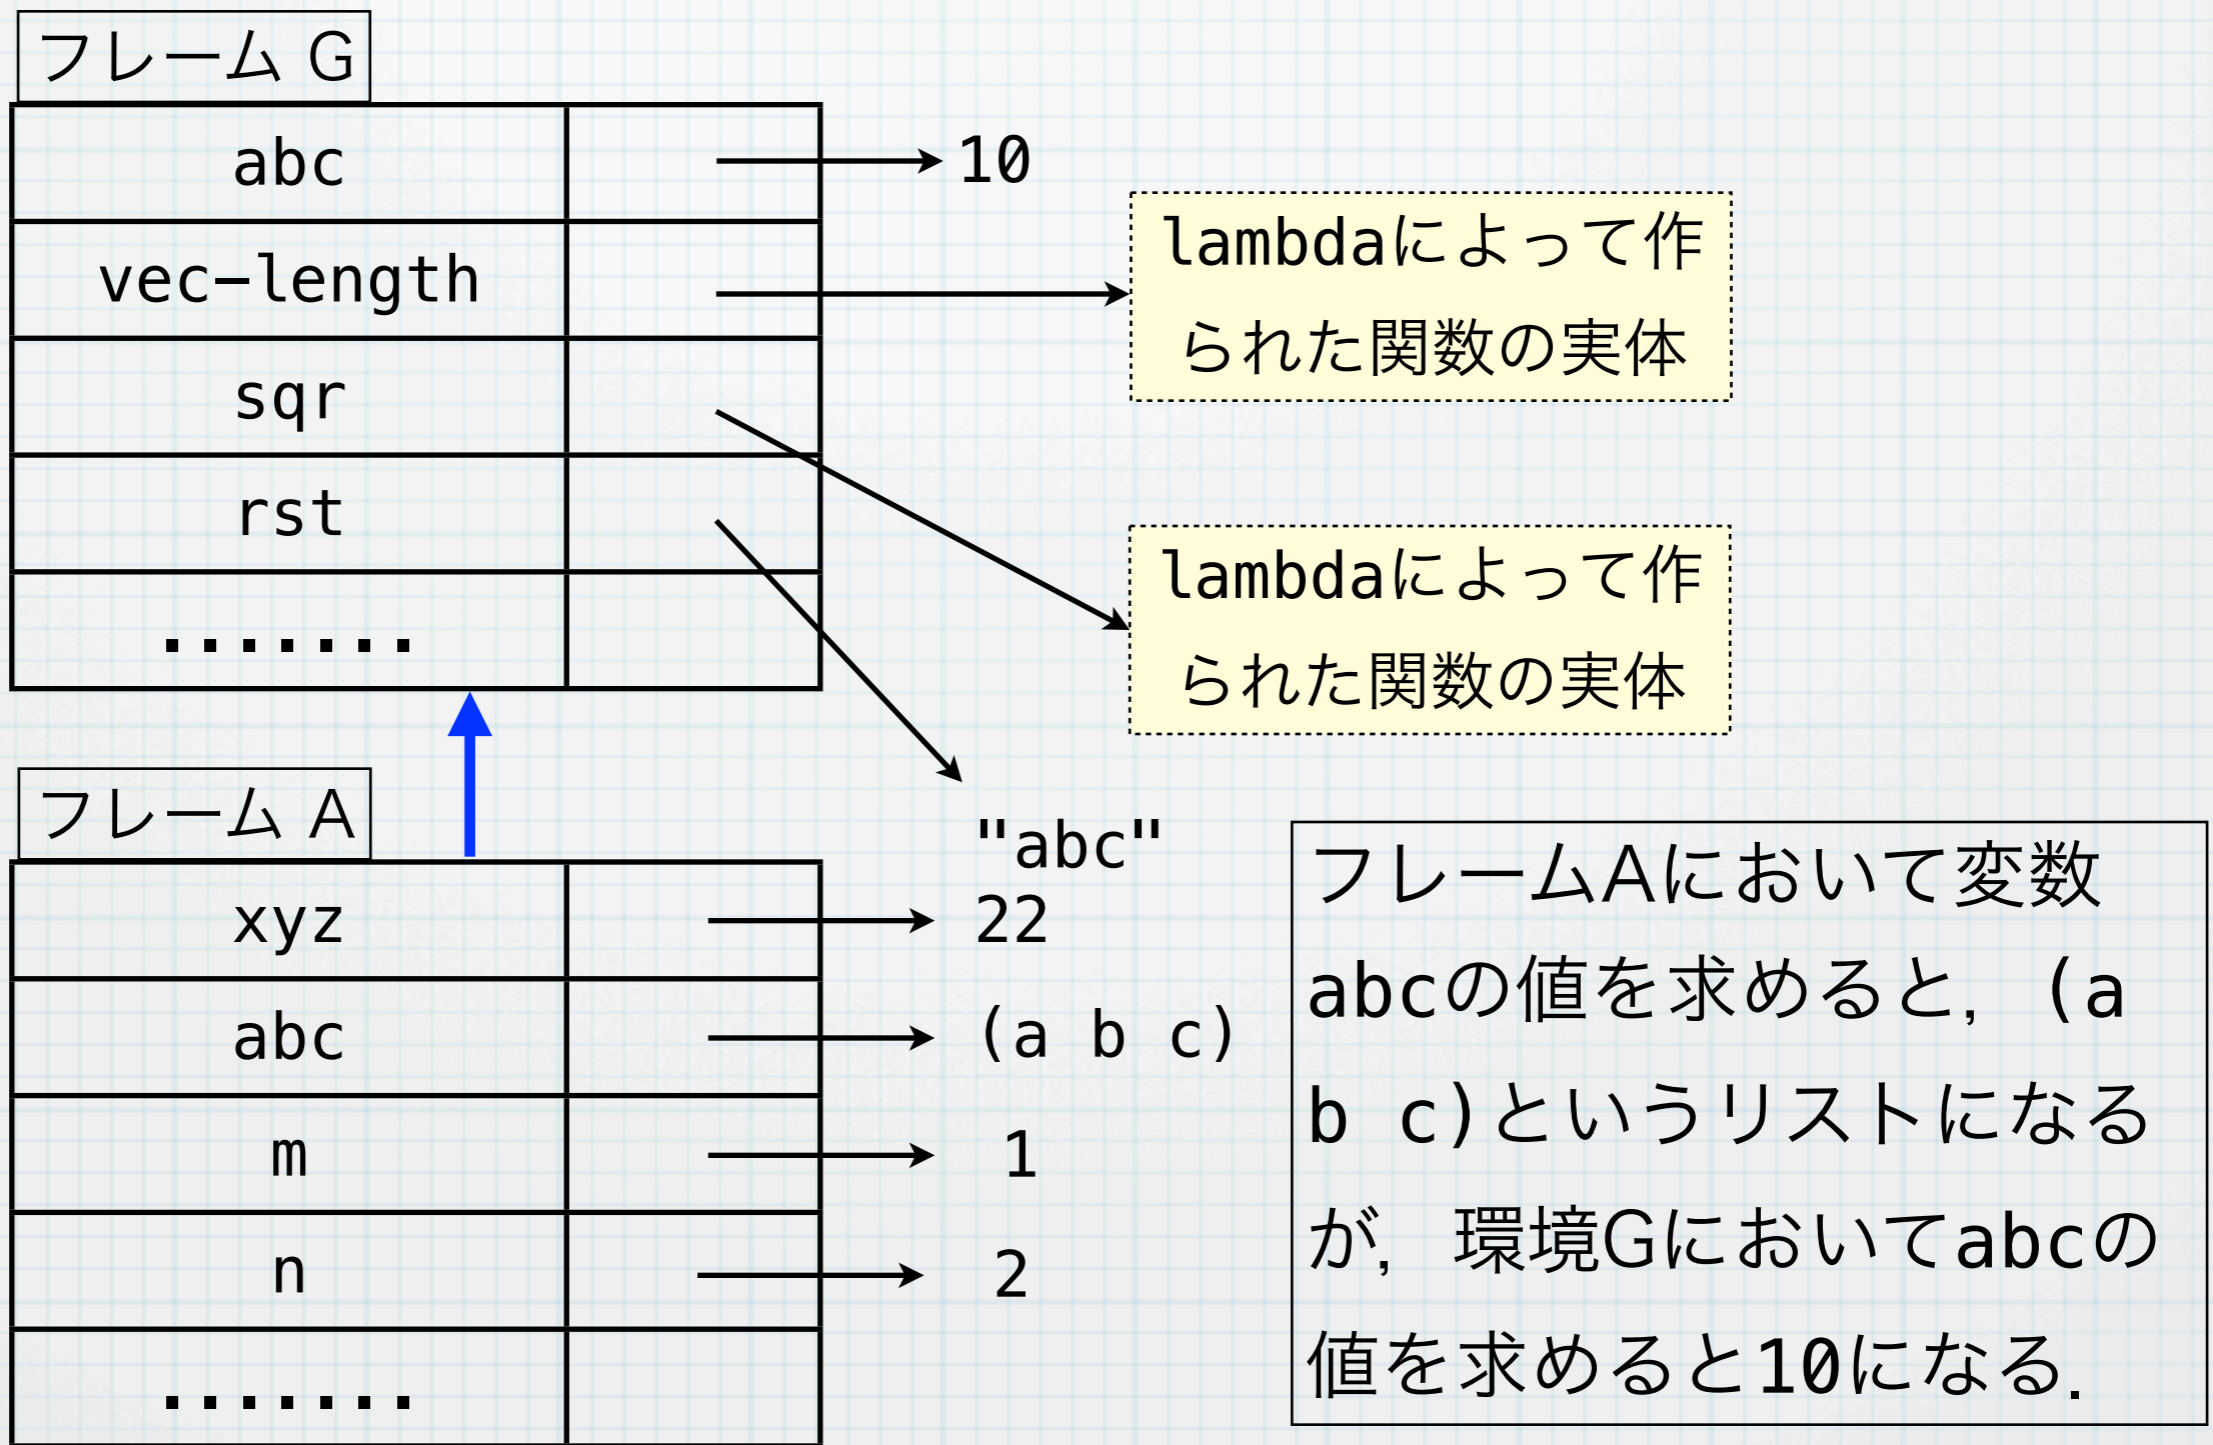 フレーム G
abc
10
vec-length
lambdaによって作
られた関数の実体
sqr
lambdaによって作
られた関数の実体
rst
"abc"
.......
フレーム A
xyz
22
abc
(a b c)
m
1
n
2
.......
フレームAにおいて変数
abcの値を求めると，(a
b c)というリストになる
が，環境Gにおいてabcの
値を求めると10になる．